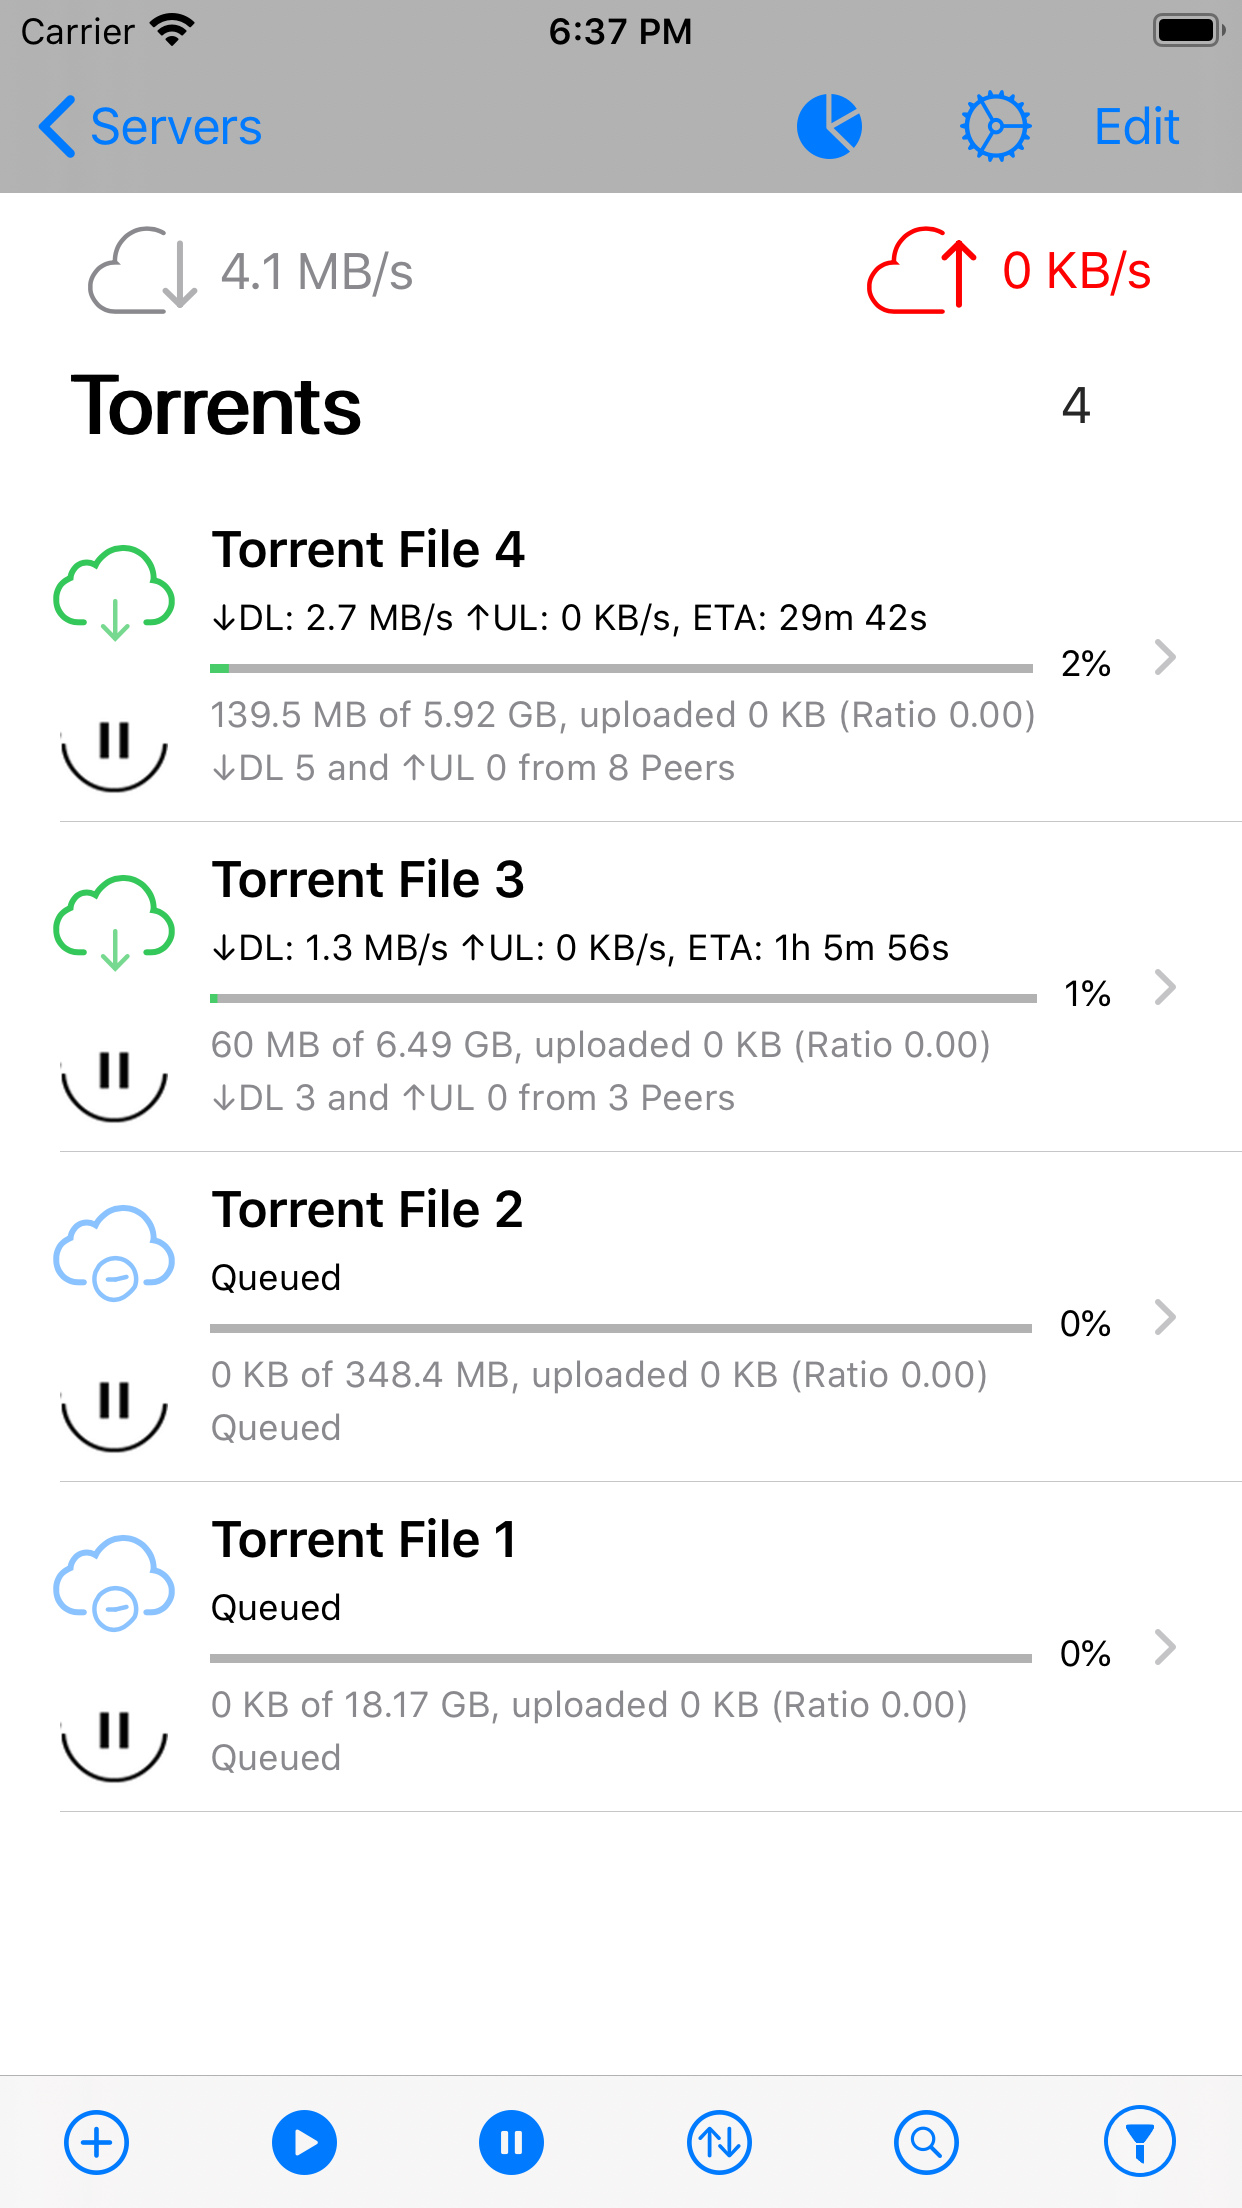 Carrier 6:37 PM
Servers Edit
4.1 MB/s 0 KB/s
Torrents 4
Torrent File 4
↓DL: 2.7 MB/s ↑UL: 0 KB/s, ETA: 29m 42s
2%
139.5 MB of 5.92 GB, uploaded 0 KB (Ratio 0.00)
↓DL 5 and ↑UL 0 from 8 Peers
Torrent File 3
↓DL: 1.3 MB/s ↑UL: 0 KB/s, ETA: 1h 5m 56s
1%
60 MB of 6.49 GB, uploaded 0 KB (Ratio 0.00)
↓DL 3 and ↑UL 0 from 3 Peers
Torrent File 2
Queued
0%
0 KB of 348.4 MB, uploaded 0 KB (Ratio 0.00)
Queued
Torrent File 1
Queued
0%
0 KB of 18.17 GB, uploaded 0 KB (Ratio 0.00)
Queued